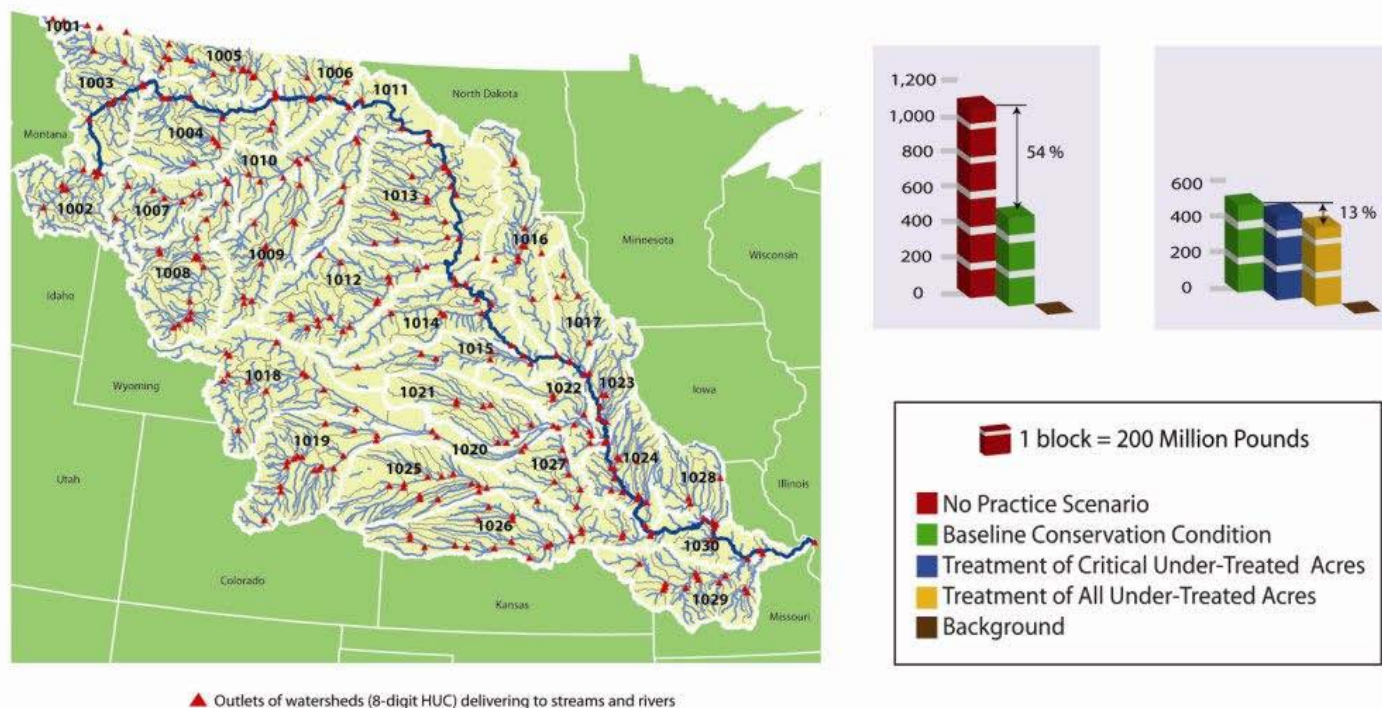 1001
1005
1006
1003
1011
North Dakota
Montana
1004
1010
1013
1002
1007
1016
Minnesota
1009
1008
Wisconsin
1012
Idaho
1014
1017
1015
1018
1023
1022
Wyoming
1021
Iowa
1019
1020
1027
1024
1025
1028
Utah
Illinois
1026
1030
Colorado
Kansas
1029
Missouri
▲ Outlets of watersheds (8-digit HUC) delivering to streams and rivers
1,200
1,000
800
600
400
200
0
54 %
600
400
200
0
13 %
1 block = 200 Million Pounds
No Practice Scenario
Baseline Conservation Condition
Treatment of Critical Under-Treated Acres
Treatment of All Under-Treated Acres
Background